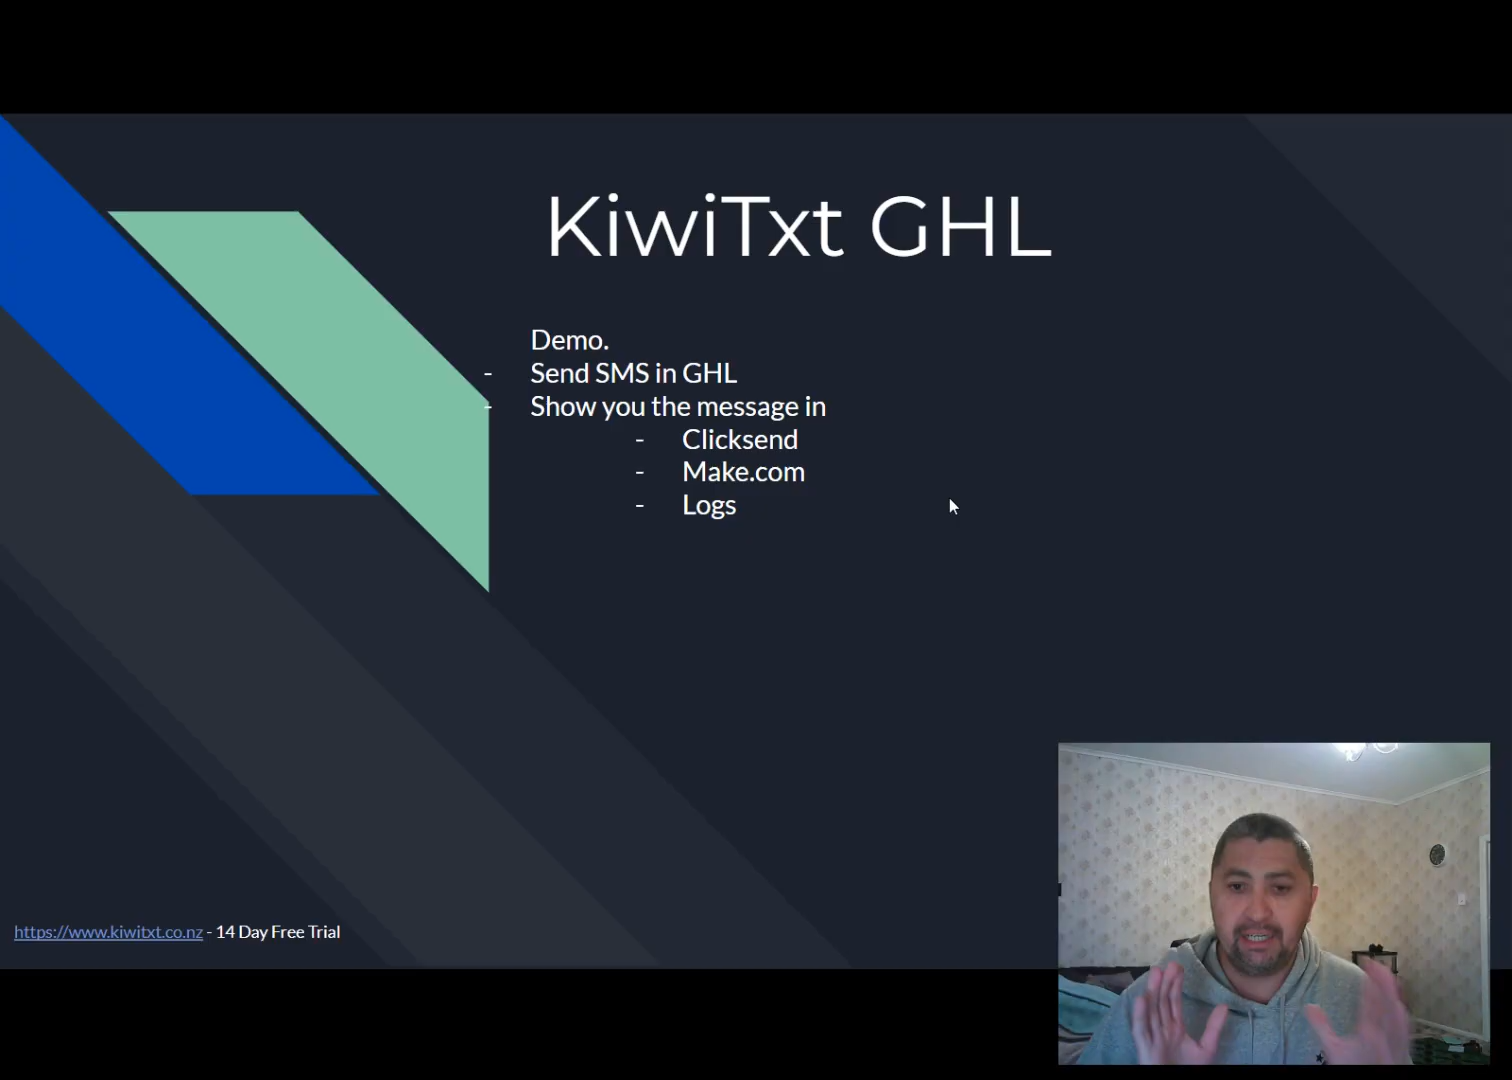 KiwiTxt GHL
Demo.
- Send SMS in GHL
- Show you the message in
- Clicksend
- Make.com
- Logs
https://www.kiwitxt.co.nz - 14 Day Free Trial